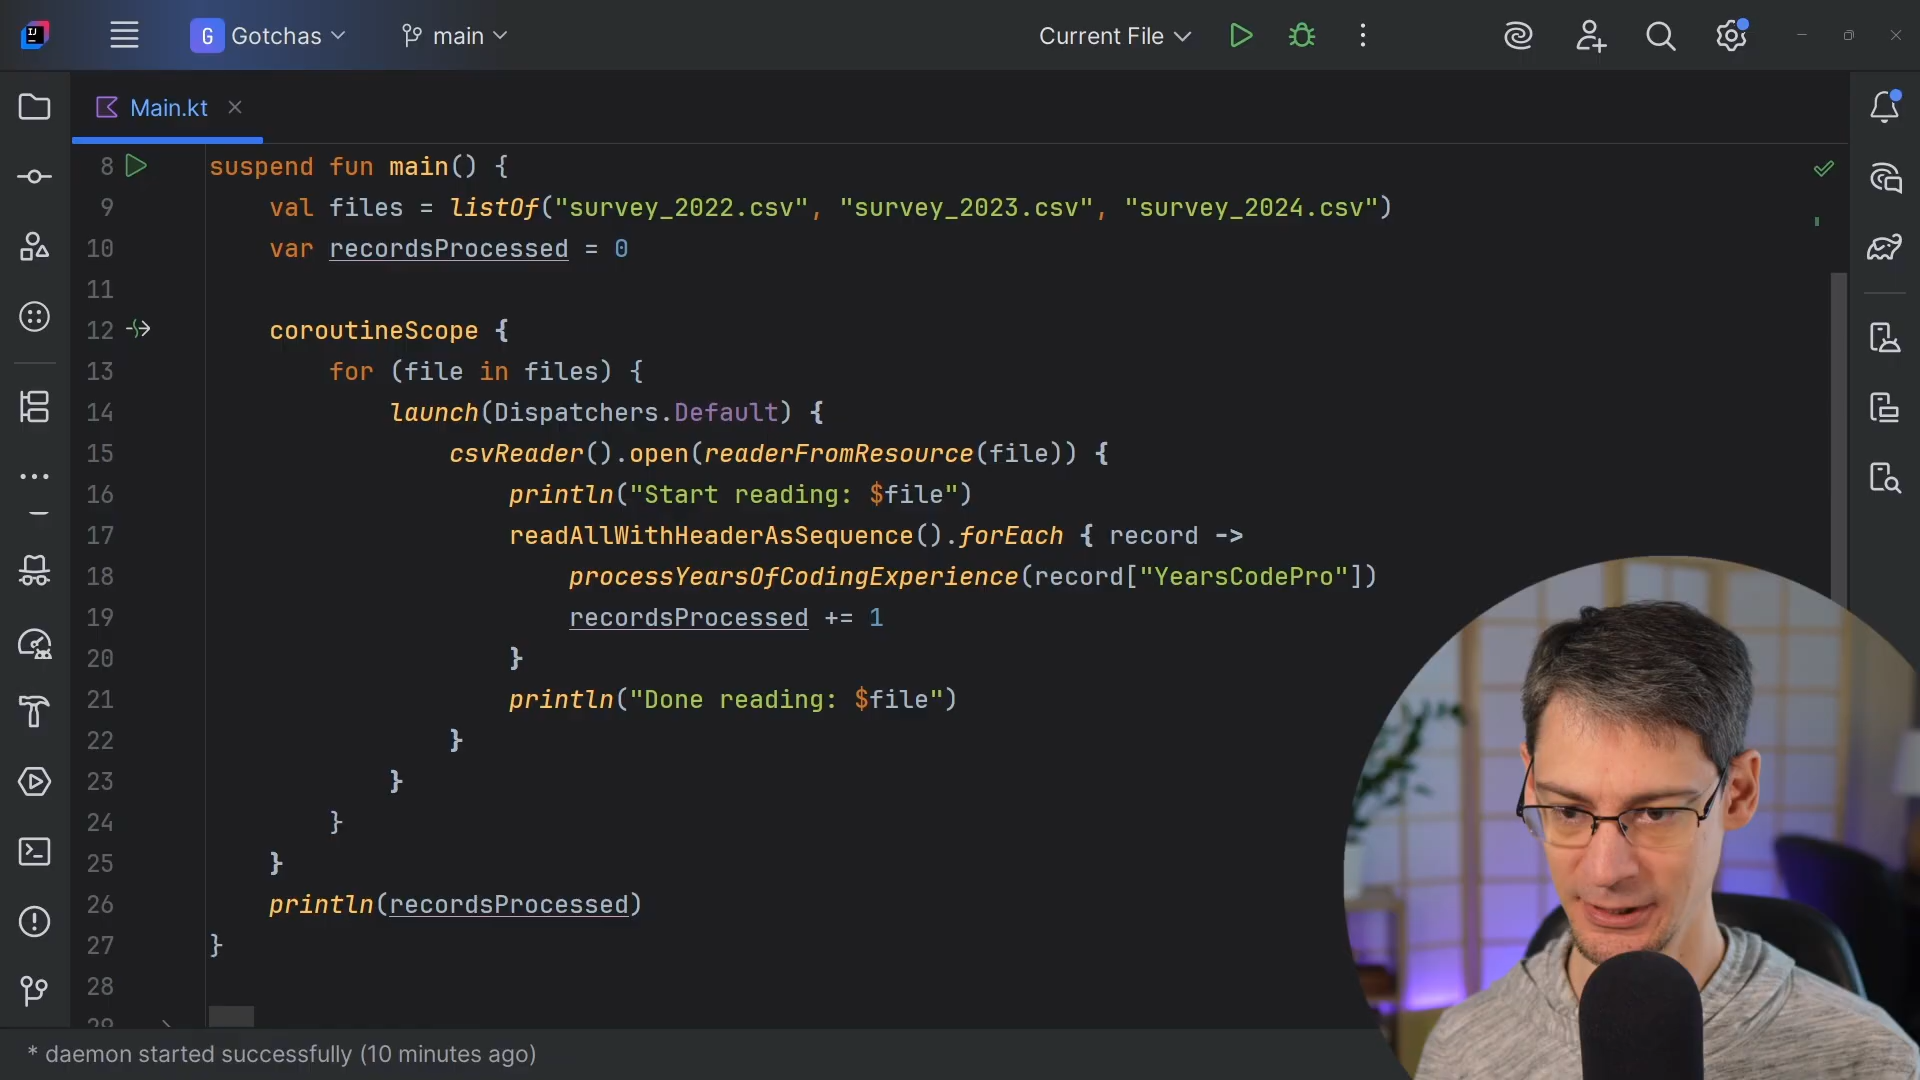 IJ
G Gotchas
main
Current File
Main.kt
8 suspend fun main() {
9 val files = listOf("survey_2022.csv", "survey_2023.csv", "survey_2024.csv")
10 var recordsProcessed = 0
11
12 coroutineScope {
13 for (file in files) {
14 launch(Dispatchers.Default) {
15 csvReader().open(readerFromResource(file)) {
16 println("Start reading: $file")
17 readAllWithHeaderAsSequence().forEach { record ->
18 processYearsOfCodingExperience(record["YearsCodePro"])
19 recordsProcessed += 1
20 }
21 println("Done reading: $file")
22 }
23 }
24 }
25 }
26 println(recordsProcessed)
27 }
28
29
* daemon started successfully (10 minutes ago)